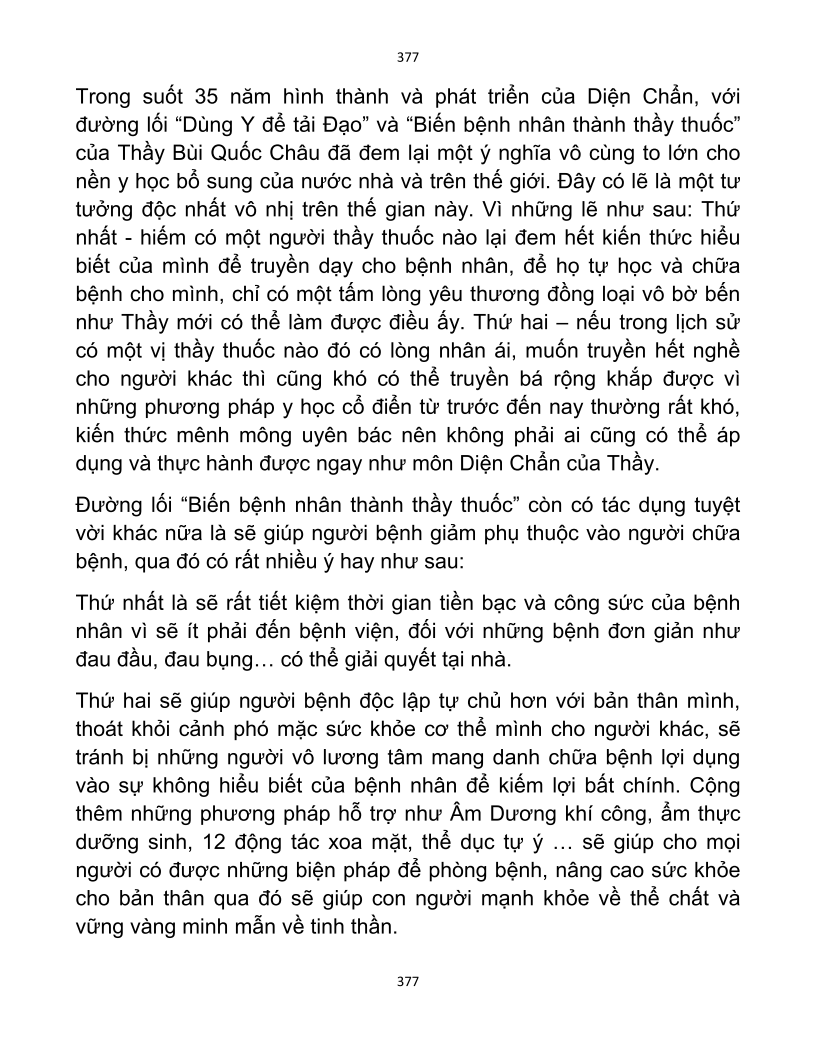 377
Trong suốt 35 năm hình thành và phát triển của Diện Chẩn, với
đường lối “Dùng Y để tải Đạo” và “Biến bệnh nhân thành thầy thuốc”
của Thầy Bùi Quốc Châu đã đem lại một ý nghĩa vô cùng to lớn cho
nền y học bổ sung của nước nhà và trên thế giới. Đây có lẽ là một tư
tưởng độc nhất vô nhị trên thế gian này. Vì những lẽ như sau: Thứ
nhất - hiếm có một người thầy thuốc nào lại đem hết kiến thức hiểu
biết của mình để truyền dạy cho bệnh nhân, để họ tự học và chữa
bệnh cho mình, chỉ có một tấm lòng yêu thương đồng loại vô bờ bến
như Thầy mới có thể làm được điều ấy. Thứ hai – nếu trong lịch sử
có một vị thầy thuốc nào đó có lòng nhân ái, muốn truyền hết nghề
cho người khác thì cũng khó có thể truyền bá rộng khắp được vì
những phương pháp y học cổ điển từ trước đến nay thường rất khó,
kiến thức mênh mông uyên bác nên không phải ai cũng có thể áp
dụng và thực hành được ngay như môn Diện Chẩn của Thầy.
Đường lối “Biến bệnh nhân thành thầy thuốc” còn có tác dụng tuyệt
vời khác nữa là sẽ giúp người bệnh giảm phụ thuộc vào người chữa
bệnh, qua đó có rất nhiều ý hay như sau:
Thứ nhất là sẽ rất tiết kiệm thời gian tiền bạc và công sức của bệnh
nhân vì sẽ ít phải đến bệnh viện, đối với những bệnh đơn giản như
đau đầu, đau bụng… có thể giải quyết tại nhà.
Thứ hai sẽ giúp người bệnh độc lập tự chủ hơn với bản thân mình,
thoát khỏi cảnh phó mặc sức khỏe cơ thể mình cho người khác, sẽ
tránh bị những người vô lương tâm mang danh chữa bệnh lợi dụng
vào sự không hiểu biết của bệnh nhân để kiếm lợi bất chính. Cộng
thêm những phương pháp hỗ trợ như Âm Dương khí công, ẩm thực
dưỡng sinh, 12 động tác xoa mặt, thể dục tự ý … sẽ giúp cho mọi
người có được những biện pháp để phòng bệnh, nâng cao sức khỏe
cho bản thân qua đó sẽ giúp con người mạnh khỏe về thể chất và
vững vàng minh mẫn về tinh thần.
377